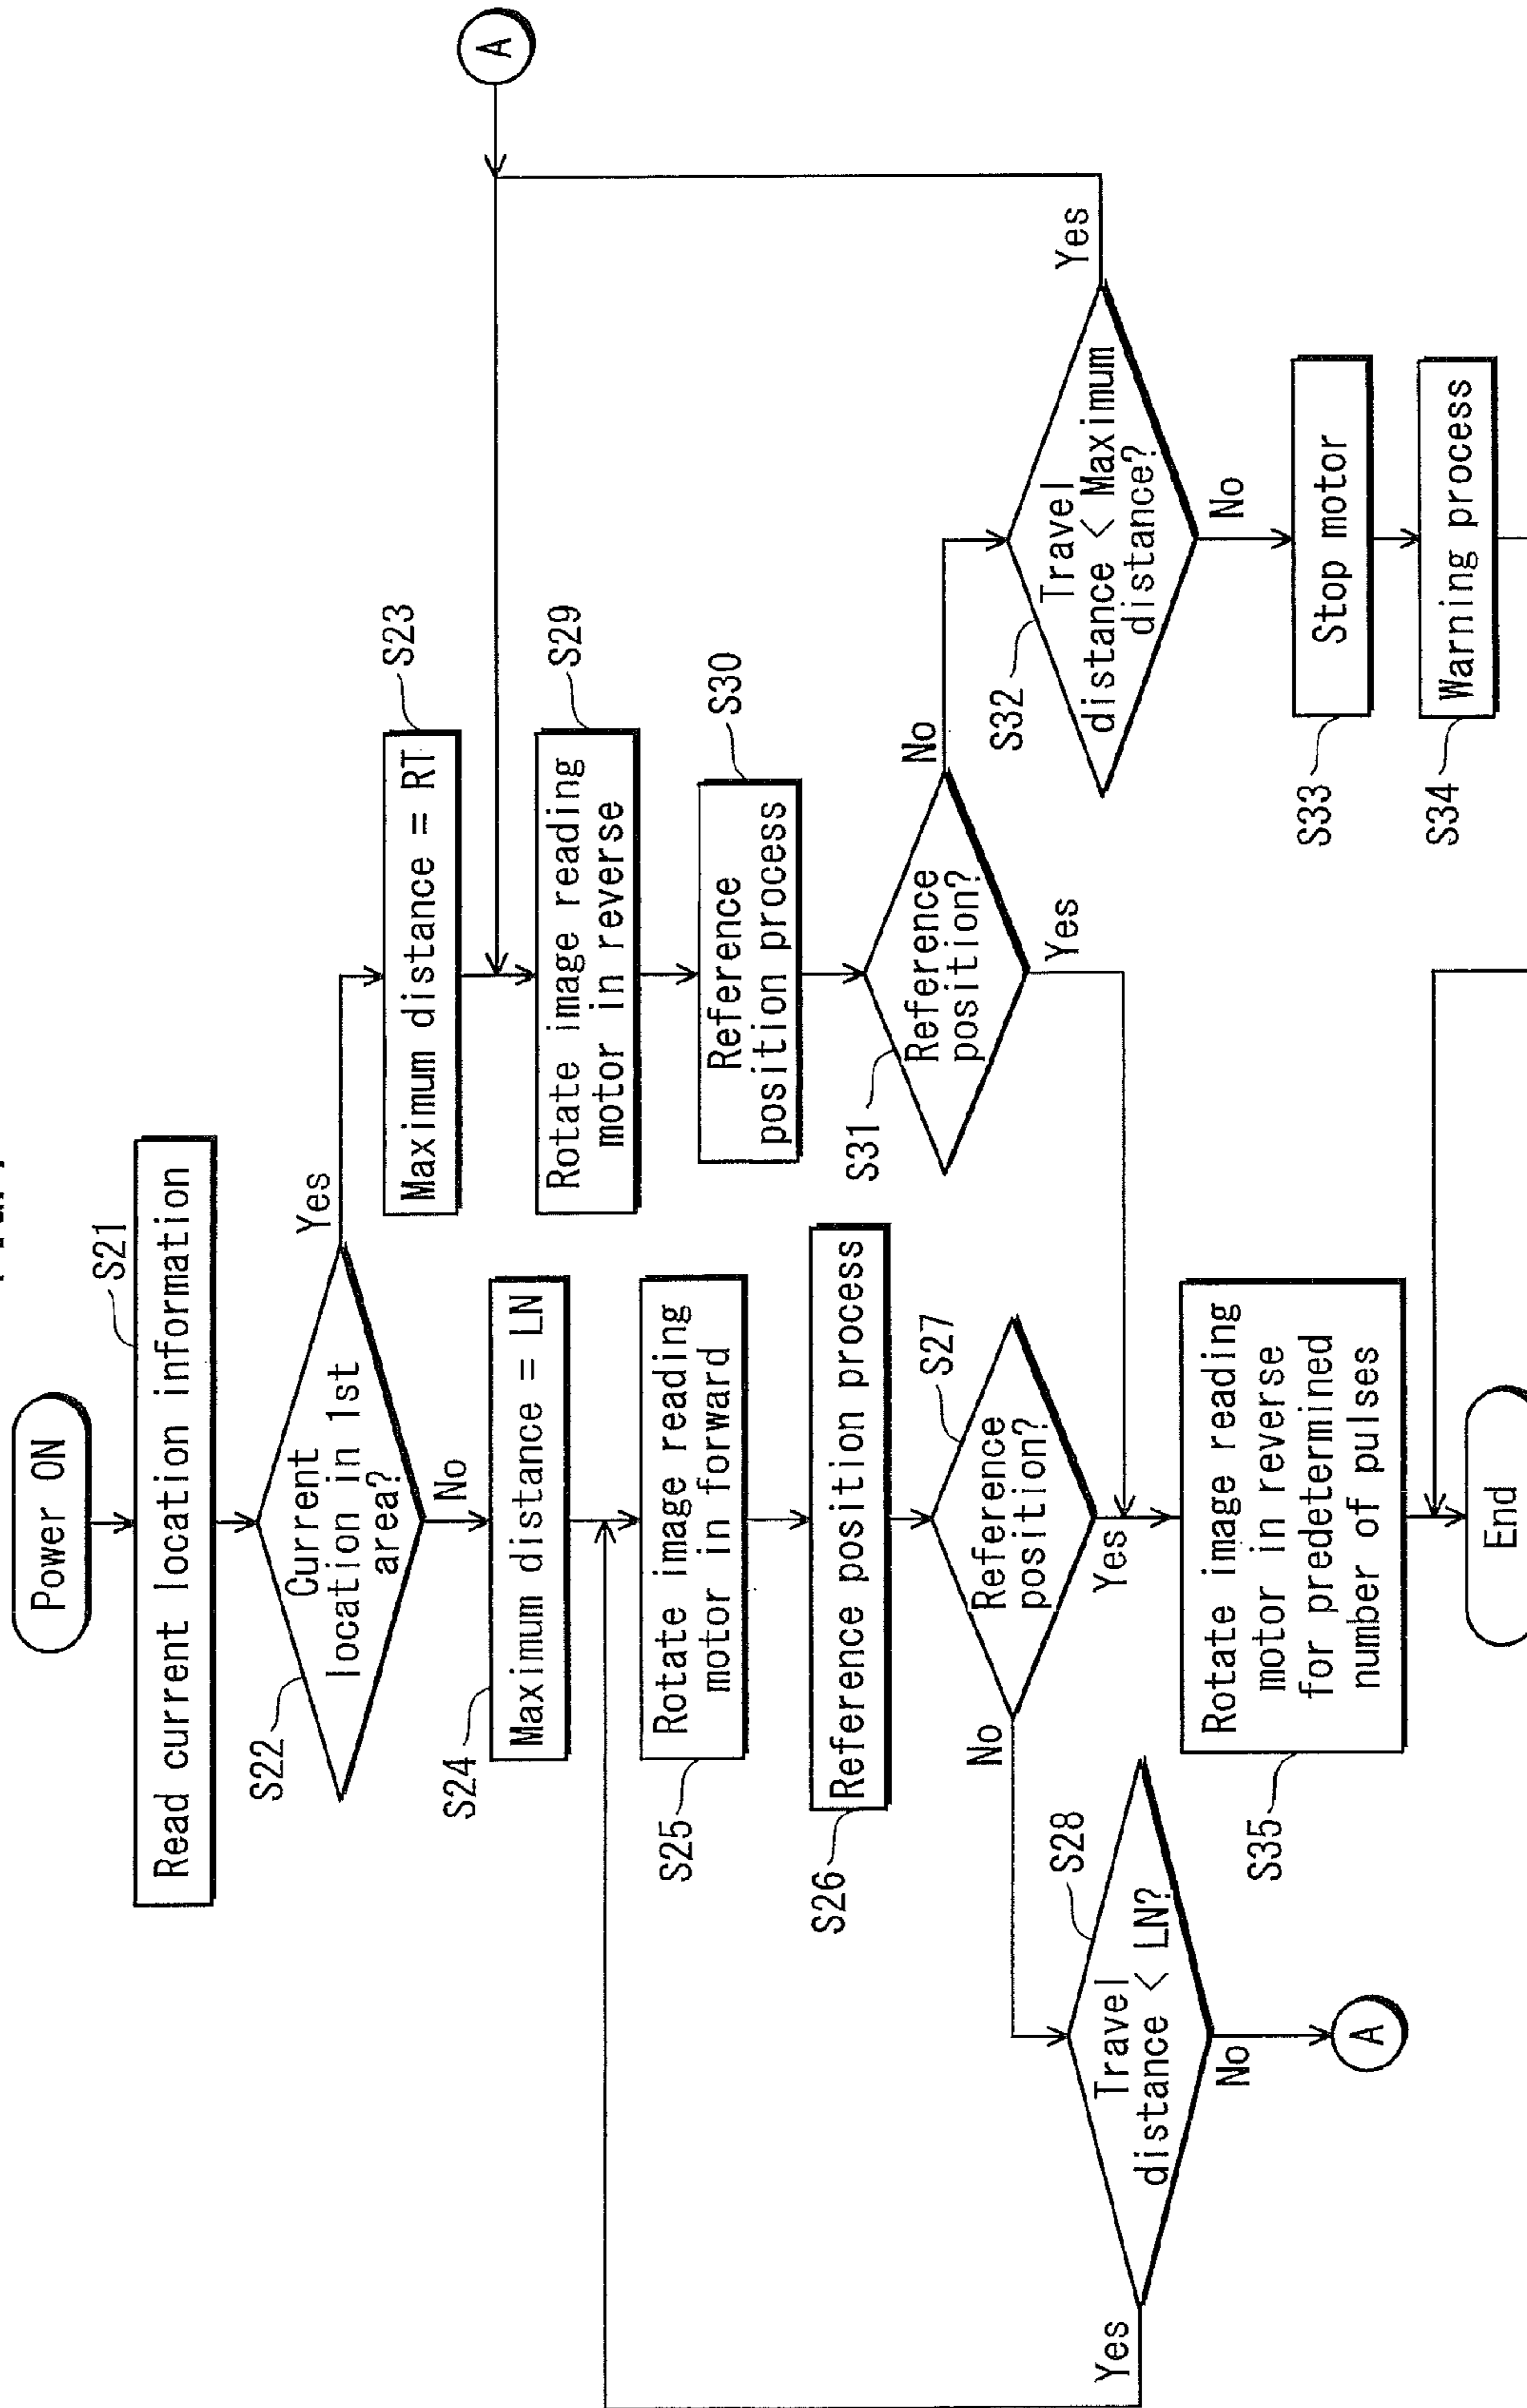 Power ON
S21
Read current location information
S22
Current
location in 1st
area?
Yes
No
S23
Maximum distance = RT
S24
Maximum distance = LN
A
S25
Rotate image reading
motor in forward
S29
Rotate image reading
motor in reverse
S26
Reference position process
S30
Reference
position process
S27
Reference
position?
No
Yes
S31
Reference
position?
No
Yes
S28
Travel
distance < LN?
Yes
No
A
S32
Travel
distance < Maximum
distance?
Yes
No
S35
Rotate image reading
motor in reverse
for predetermined
number of pulses
S33
Stop motor
S34
Warning process
End